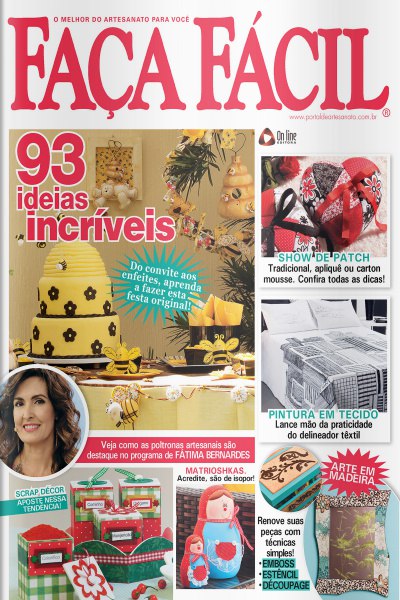 O MELHOR DO ARTESANATO PARA VOCÊ
FAÇA FÁCIL
®
www.portaldeartesanato.com.br
On line
EDITORA
93
ideias
incríveis
Do convite aos
enfeites, aprenda
a fazer esta
festa original!
SHOW DE PATCH
Tradicional, apliquê ou carton
mousse. Confira todas as dicas!
PINTURA EM TECIDO
Lance mão da praticidade
do delineador têxtil
Veja como as poltronas artesanais são
destaque no programa de FÁTIMA BERNARDES
SCRAP DÉCOR
APOSTE NESSA
TENDÊNCIA!
MATRIOSHKAS.
Acredite, são de isopor!
ARTE EM
MADEIRA
Renove suas
peças com
técnicas
simples!
•EMBOSS
•ESTÊNCIL
•DÉCOUPAGE